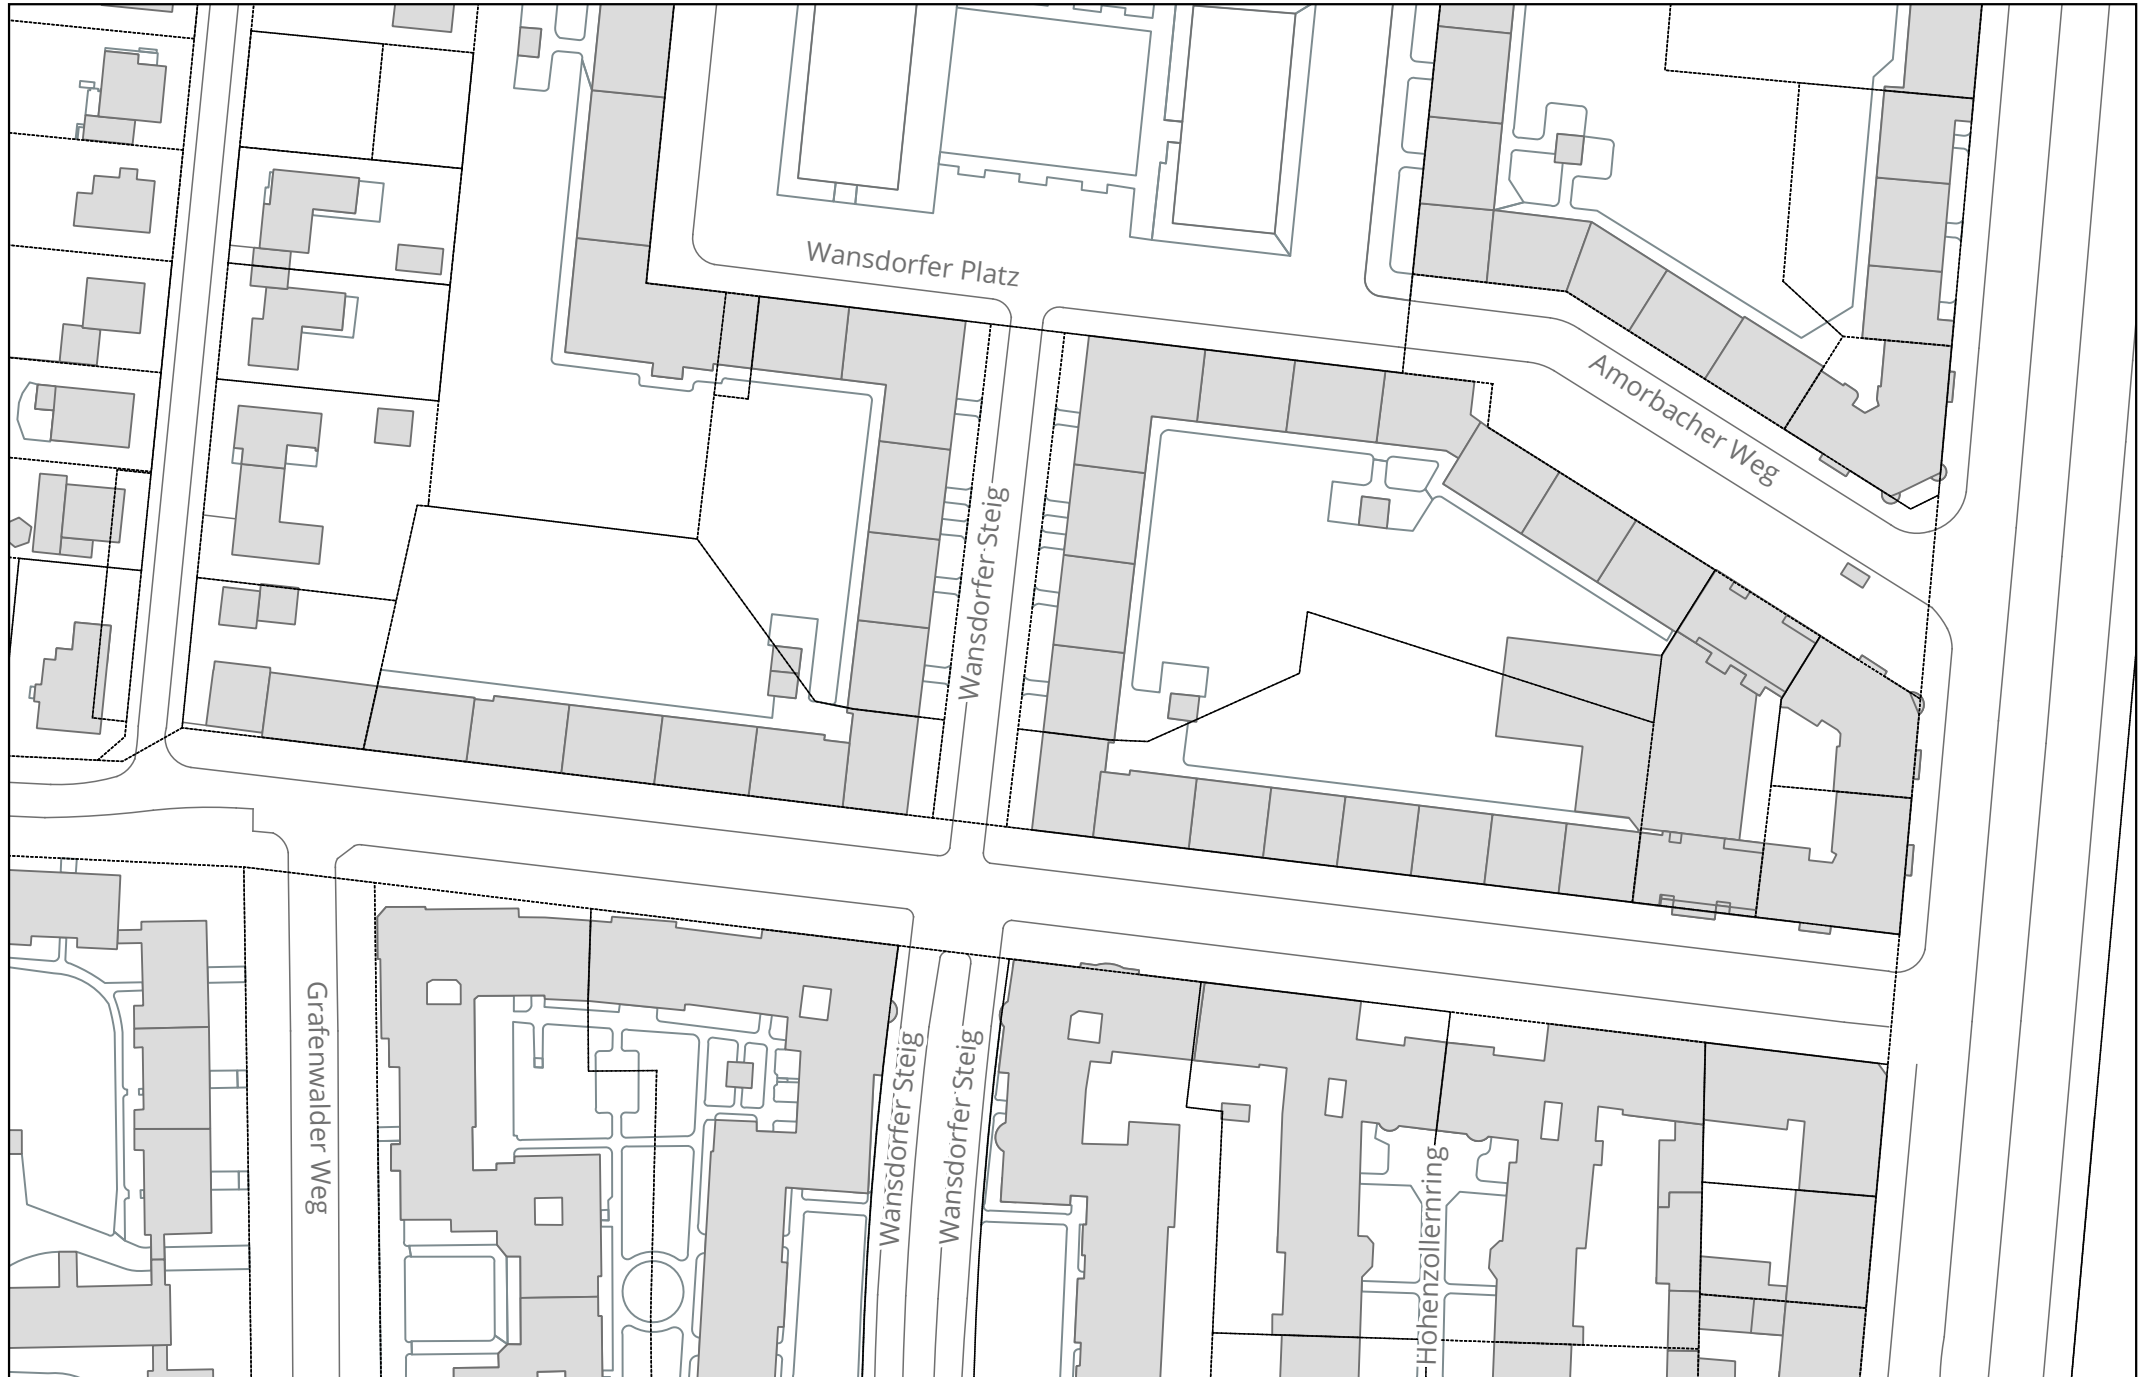 Wansdorfer Platz
Amorbacher Weg
Wansdorfer Steig
Grafenwalder Weg
Wansdorfer Steig
Wansdorfer Steig
Hohenzollernring